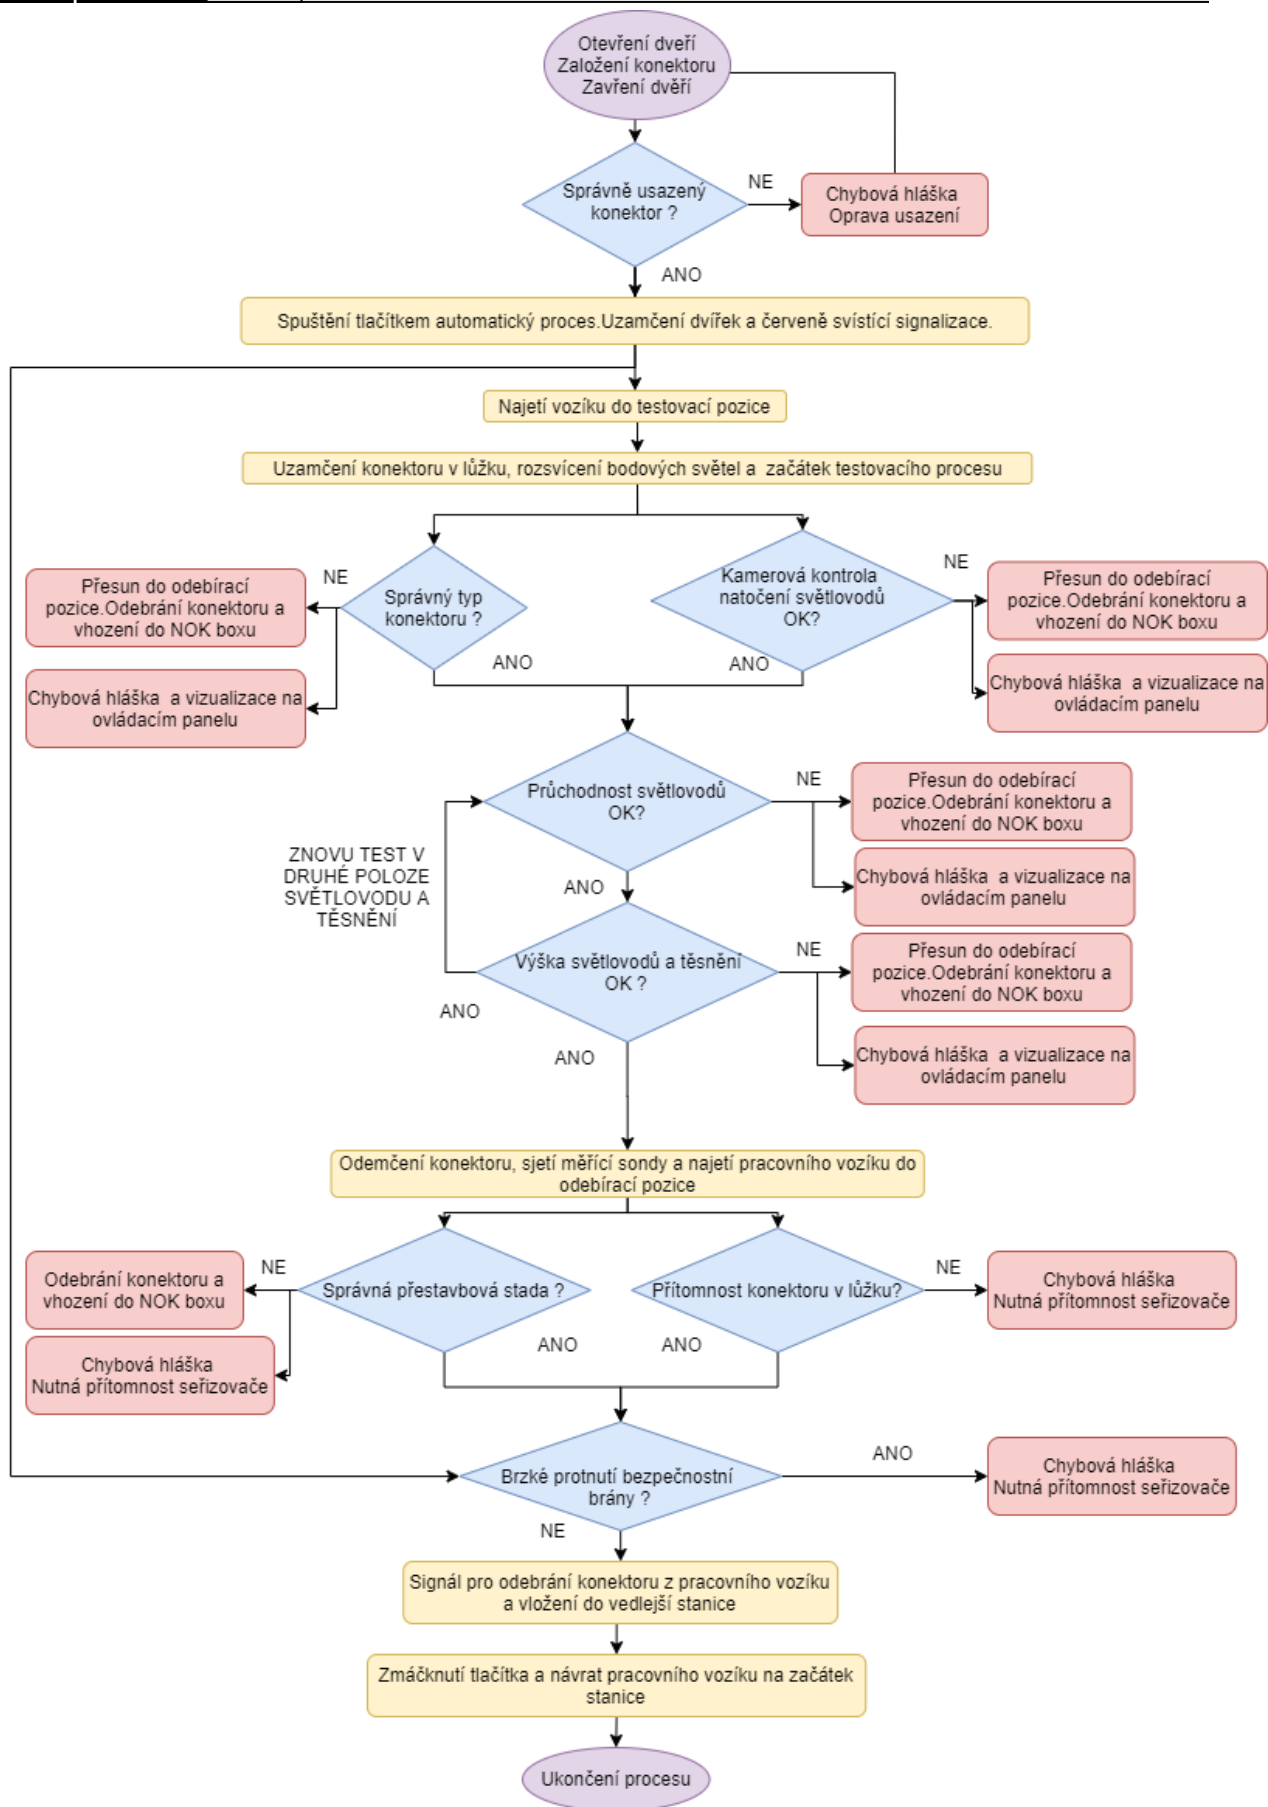 Otevření dveří
Založení konektoru
Zavření dvěří
Správně usazený
konektor ?
NE
Chybová hláška
Oprava usazení
ANO
Spuštění tlačítkem automatický proces.Uzamčení dvířek a červeně svístící signalizace.
Najetí vozíku do testovací pozice
Uzamčení konektoru v lůžku, rozsvícení bodových světel a začátek testovacího procesu
NE
Přesun do odebírací
pozice.Odebrání konektoru a
vhození do NOK boxu
Správný typ
konektoru ?
Kamerová kontrola
natočení světlovodů
OK?
NE
Přesun do odebírací
pozice.Odebrání konektoru a
vhození do NOK boxu
ANO
ANO
Chybová hláška a vizualizace na
ovládacím panelu
Chybová hláška a vizualizace na
ovládacím panelu
Průchodnost světlovodů
OK?
NE
Přesun do odebírací
pozice.Odebrání konektoru a
vhození do NOK boxu
ZNOVU TEST V
DRUHÉ POLOZE
SVĚTLOVODU A
TĚSNĚNÍ
ANO
Chybová hláška a vizualizace na
ovládacím panelu
Výška světlovodů a těsnění
OK ?
NE
Přesun do odebírací
pozice.Odebrání konektoru a
vhození do NOK boxu
ANO
ANO
Chybová hláška a vizualizace na
ovládacím panelu
Odemčení konektoru, sjetí měřící sondy a najetí pracovního vozíku do
odebírací pozice
NE
Odebrání konektoru a
vhození do NOK boxu
Správná přestavbová stada ?
Přítomnost konektoru v lůžku?
NE
Chybová hláška
Nutná přítomnost seřizovače
ANO
ANO
Chybová hláška
Nutná přítomnost seřizovače
Brzké protnutí bezpečnostní
brány ?
ANO
Chybová hláška
Nutná přítomnost seřizovače
NE
Signál pro odebrání konektoru z pracovního vozíku
a vložení do vedlejší stanice
Zmáčknutí tlačítka a návrat pracovního vozíku na začátek
stanice
Ukončení procesu